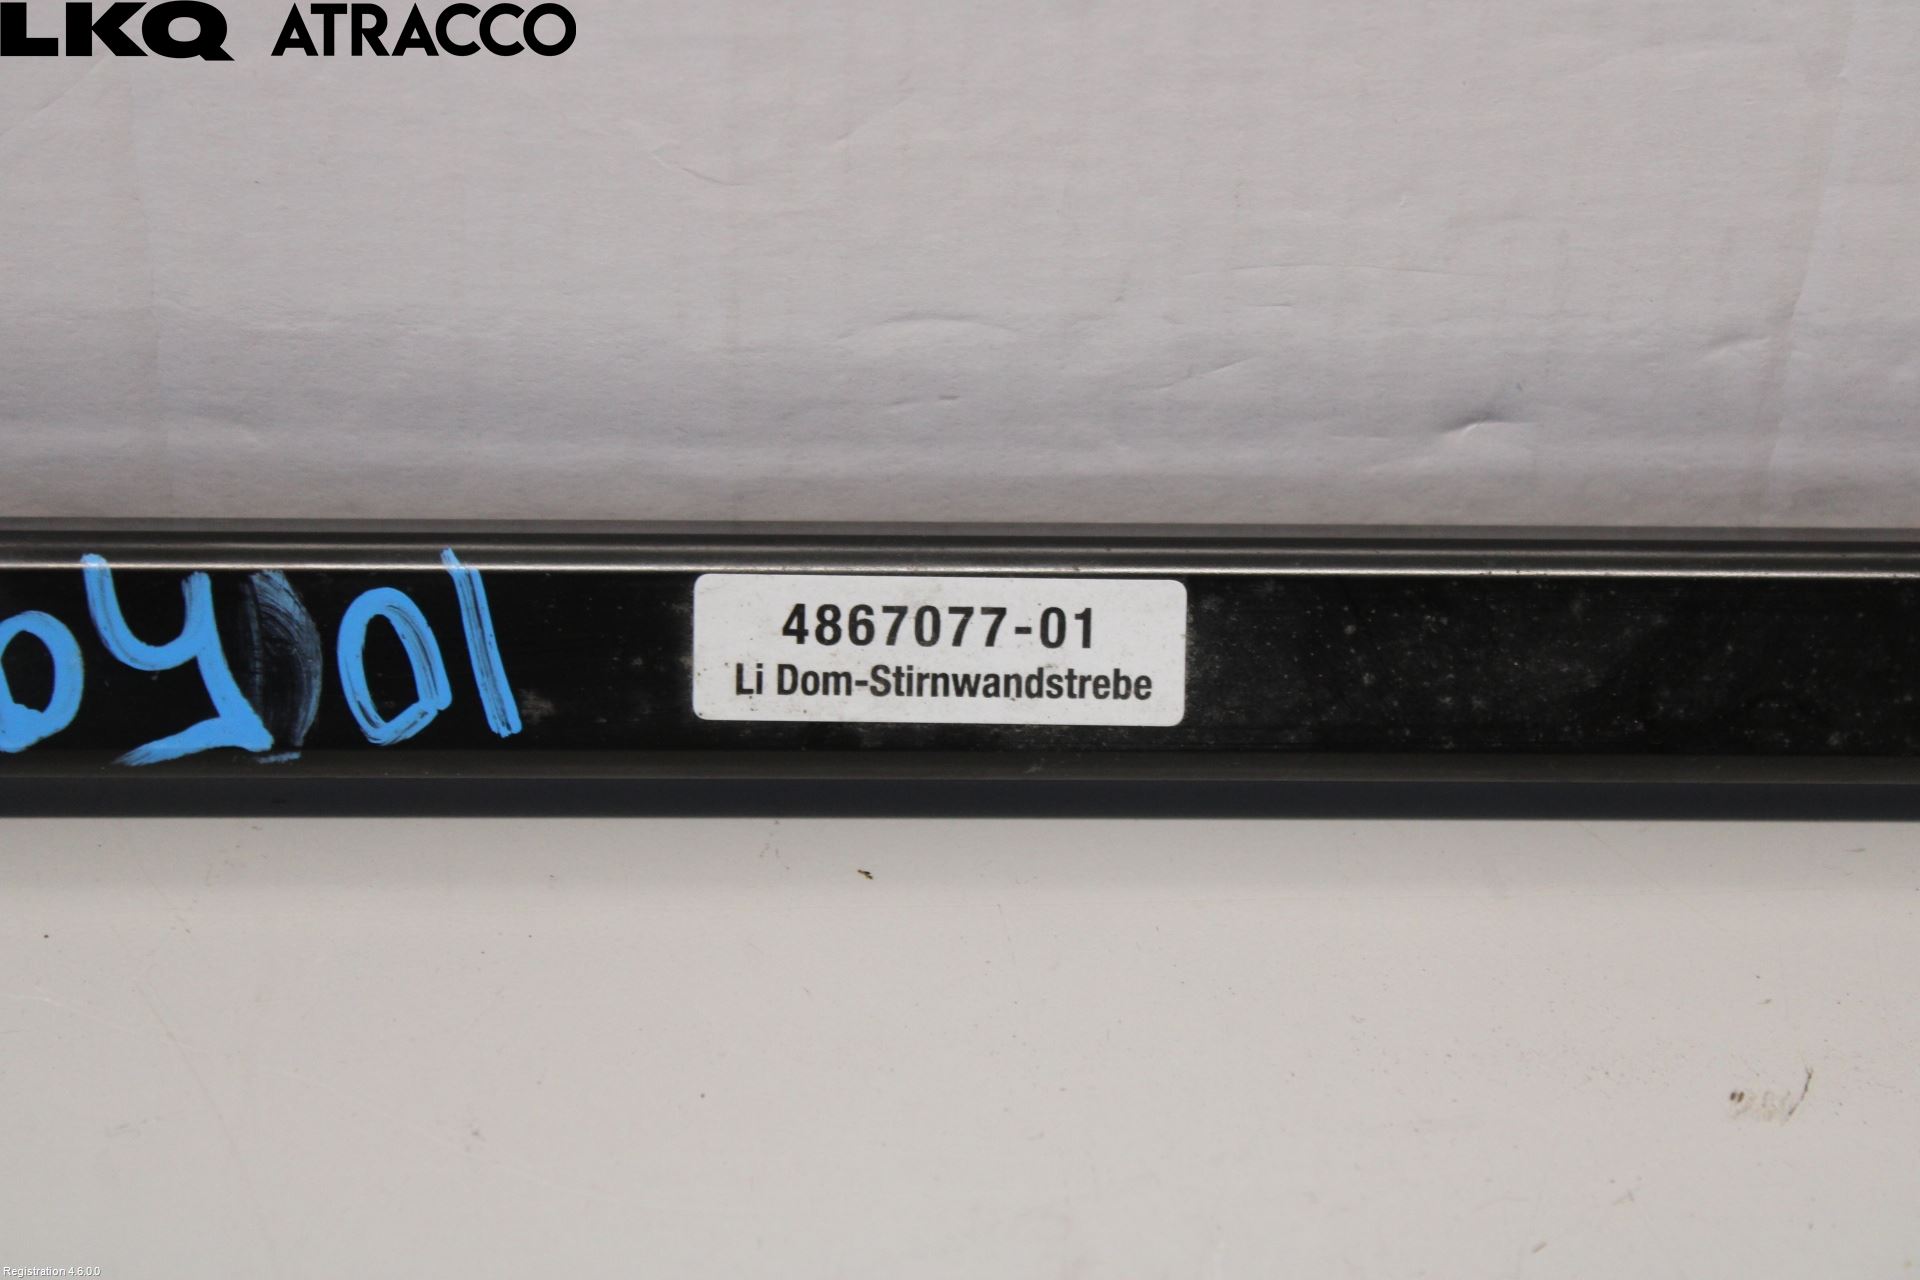 LKQ ATRACCO
4867077-01
Li Dom-Stirnwandstrebe
Registration 4.6.0.0